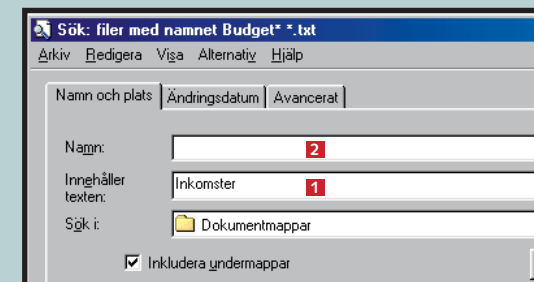 Sök: filer med namnet Budget* *.txt
Arkiv Redigera Visa Alternativ Hjälp
Namn och plats Ändringsdatum Avancerat
Namn: 2
Innehåller texten: Inkomster 1
Sök i: Dokumentmappar
Inkludera undermappar